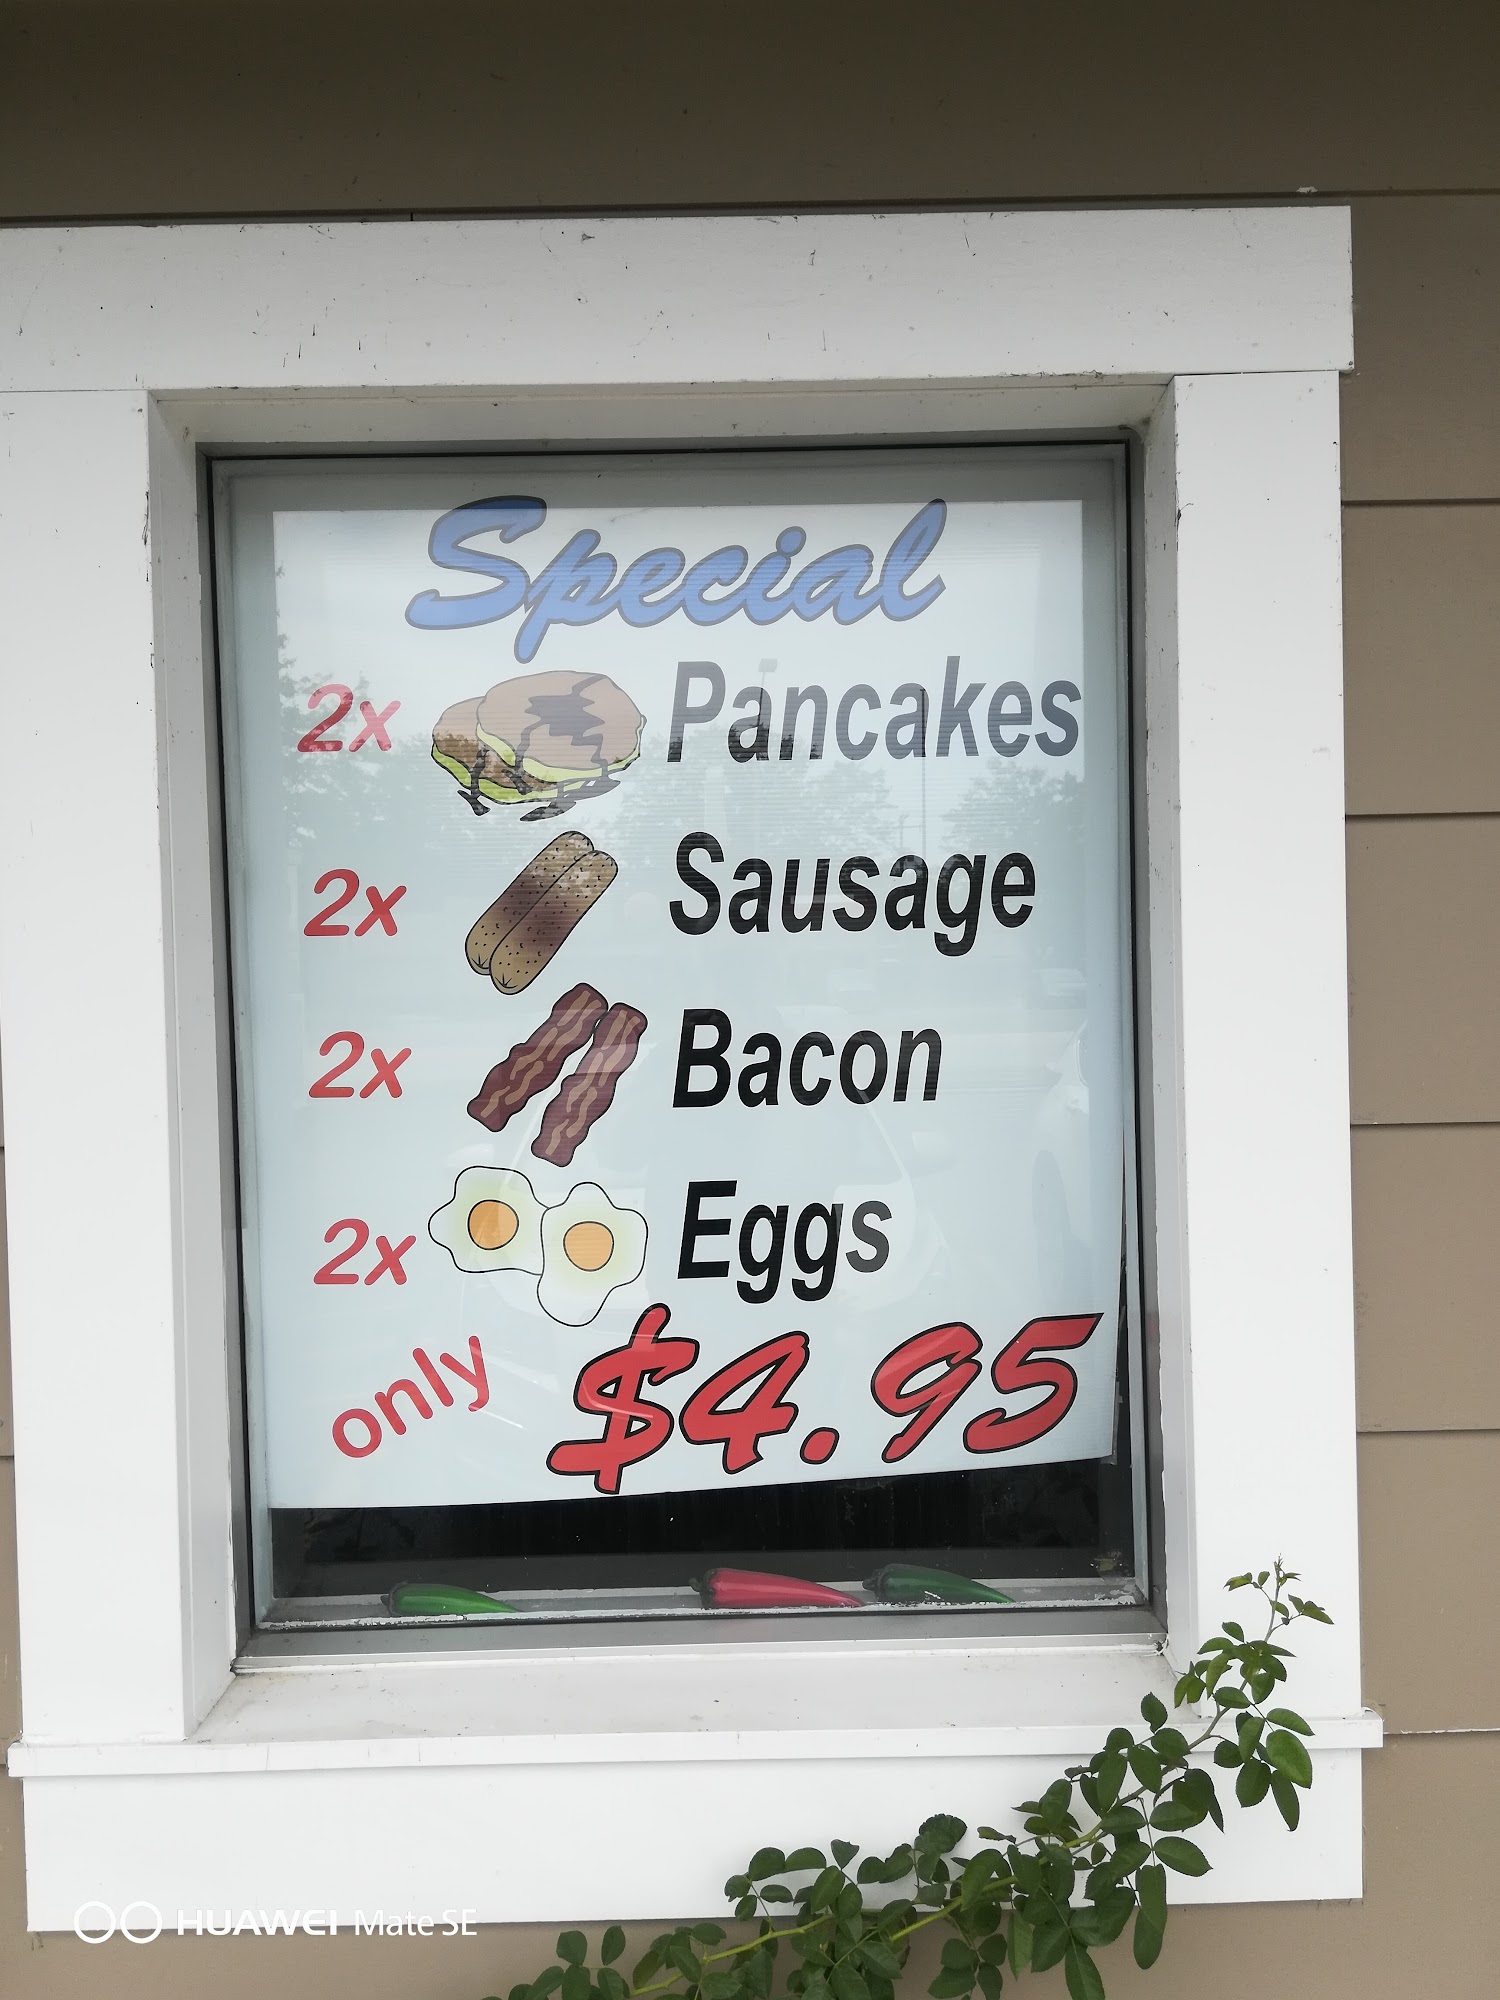 Special
2x Pancakes
2x Sausage
2x Bacon
2x Eggs
only $4.95
HUAWEI Mate SE